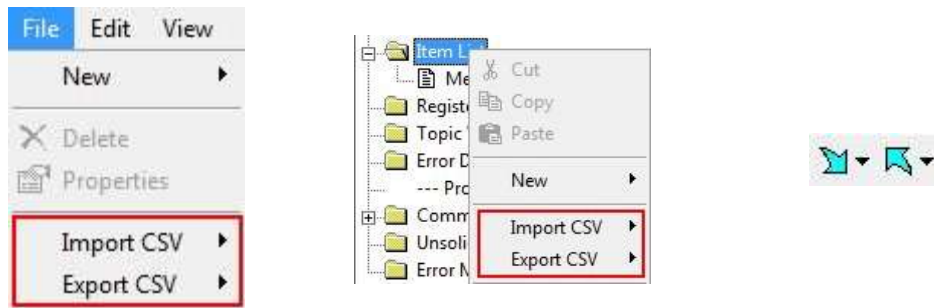 File Edit View
New
Delete
Properties
Import CSV
Export CSV
Item Li
Me
Regist
Topic
Error D
--- Pro
Comm
Unsoli
Error M
Cut
Copy
Paste
New
Import CSV
Export CSV